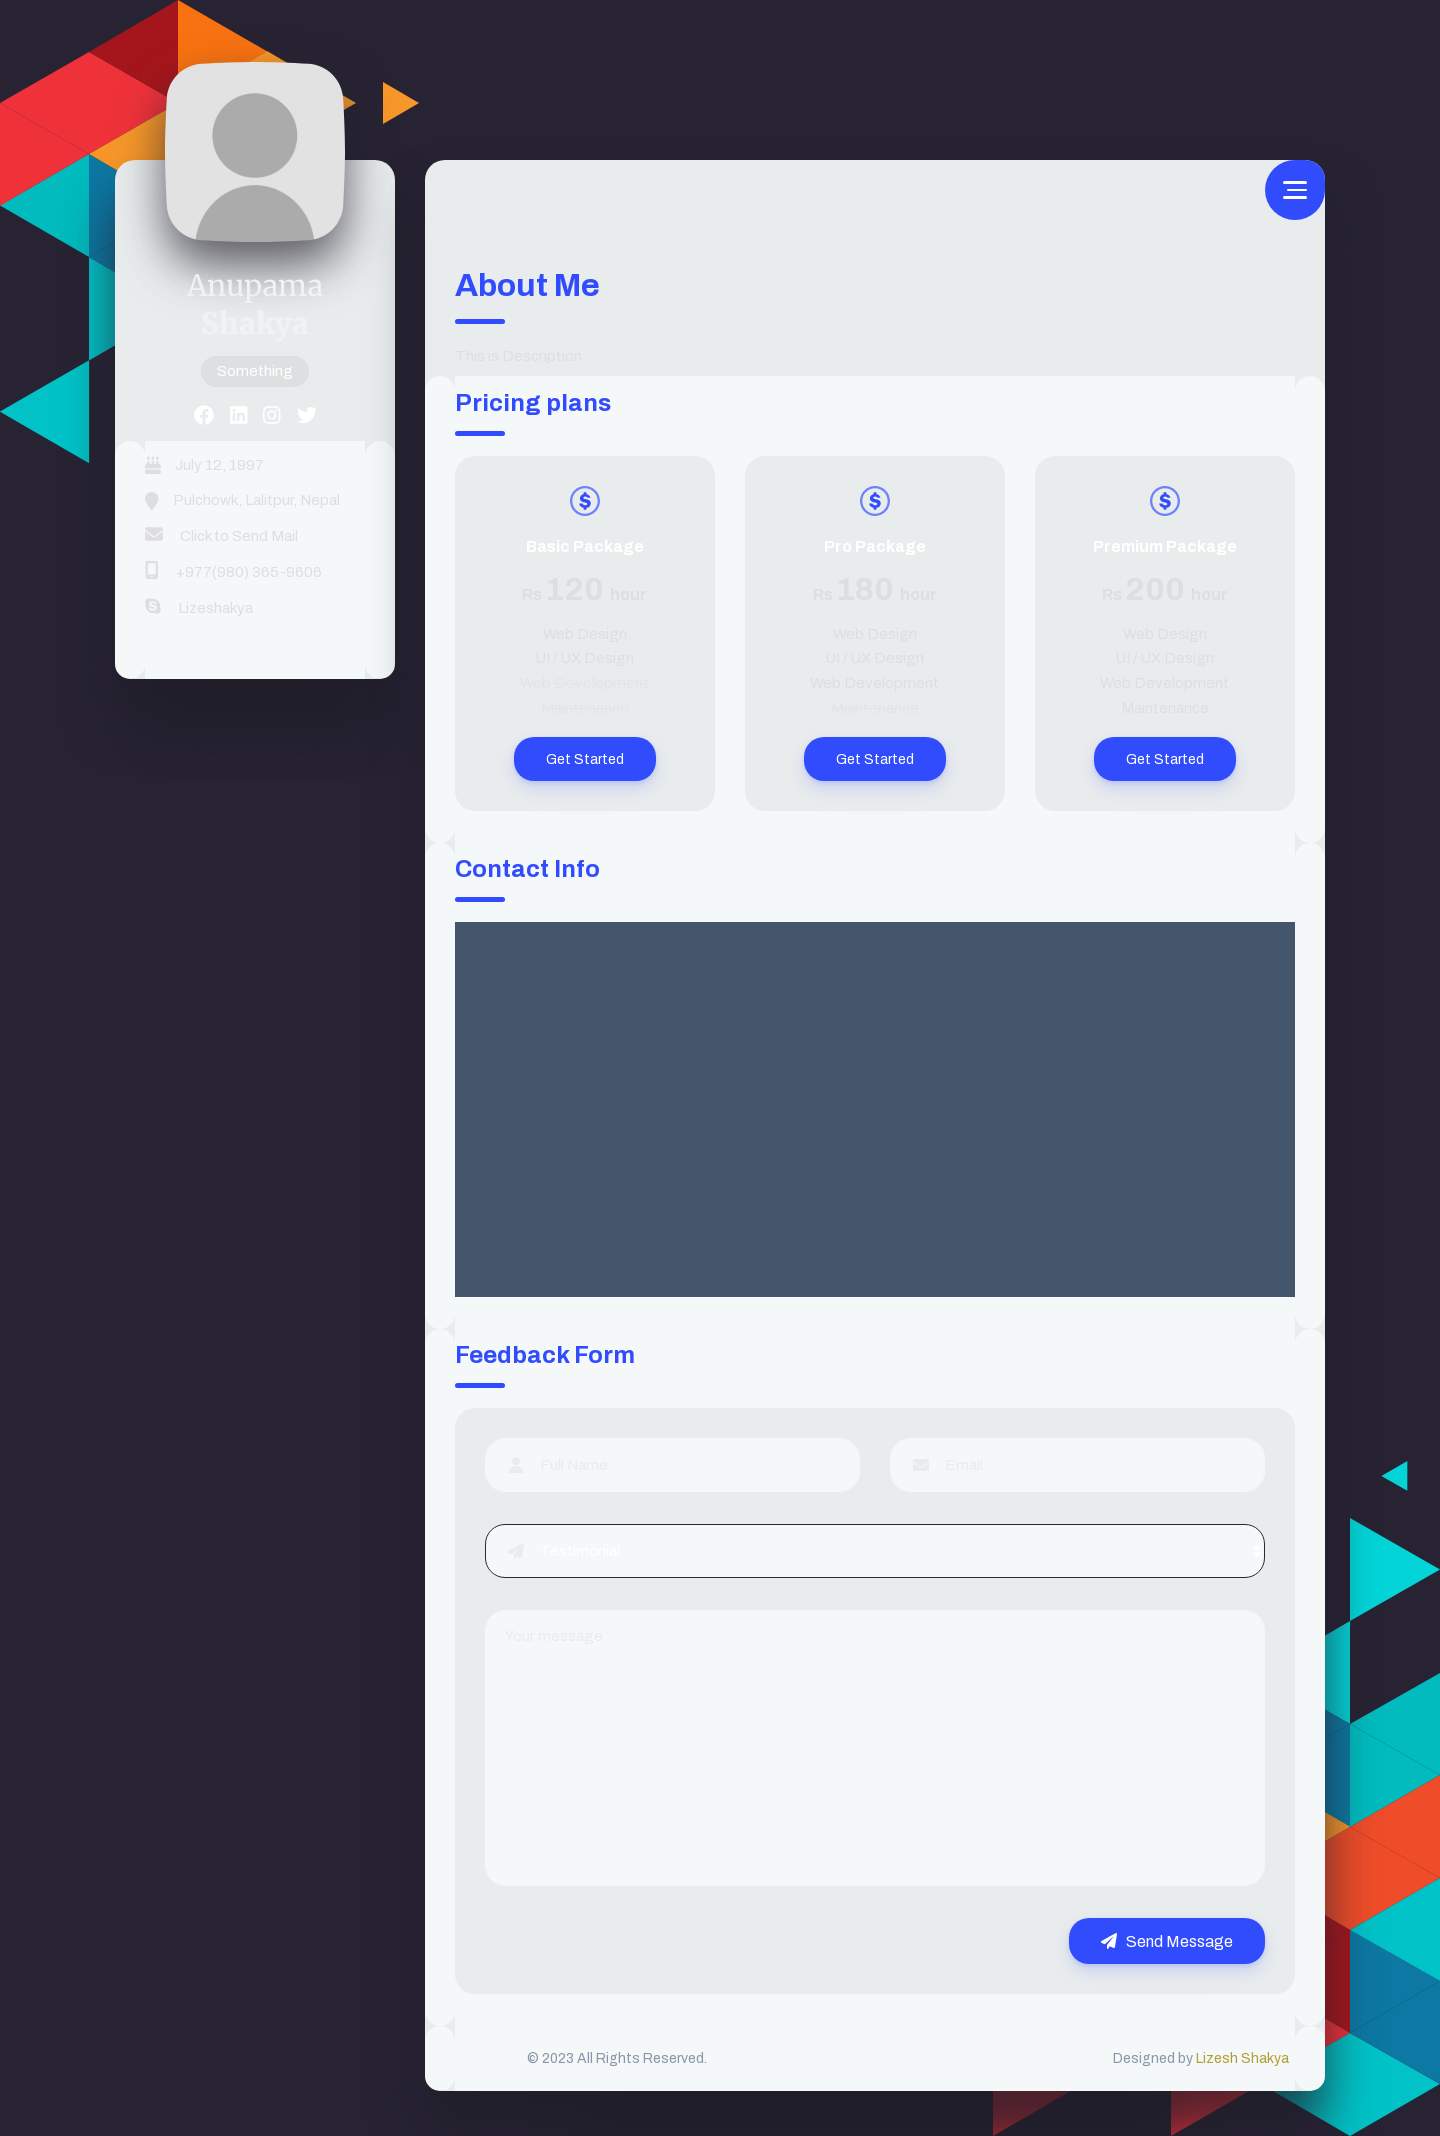 Anupama
Shakya
Something
July 12, 1997
Pulchowk, Lalitpur, Nepal
Click to Send Mail
+977(980) 365-9606
Lizeshakya
About Me
This is Description
Pricing plans
Basic Package
Rs 120 hour
Web Design
UI / UX Design
Web Development
Maintenance
Get Started
Pro Package
Rs 180 hour
Web Design
UI / UX Design
Web Development
Maintenance
Get Started
Premium Package
Rs 200 hour
Web Design
UI / UX Design
Web Development
Maintenance
Get Started
Contact Info
Feedback Form
Full Name
Email
Testimonial
Your message
Send Message
© 2023 All Rights Reserved.
Designed by Lizesh Shakya